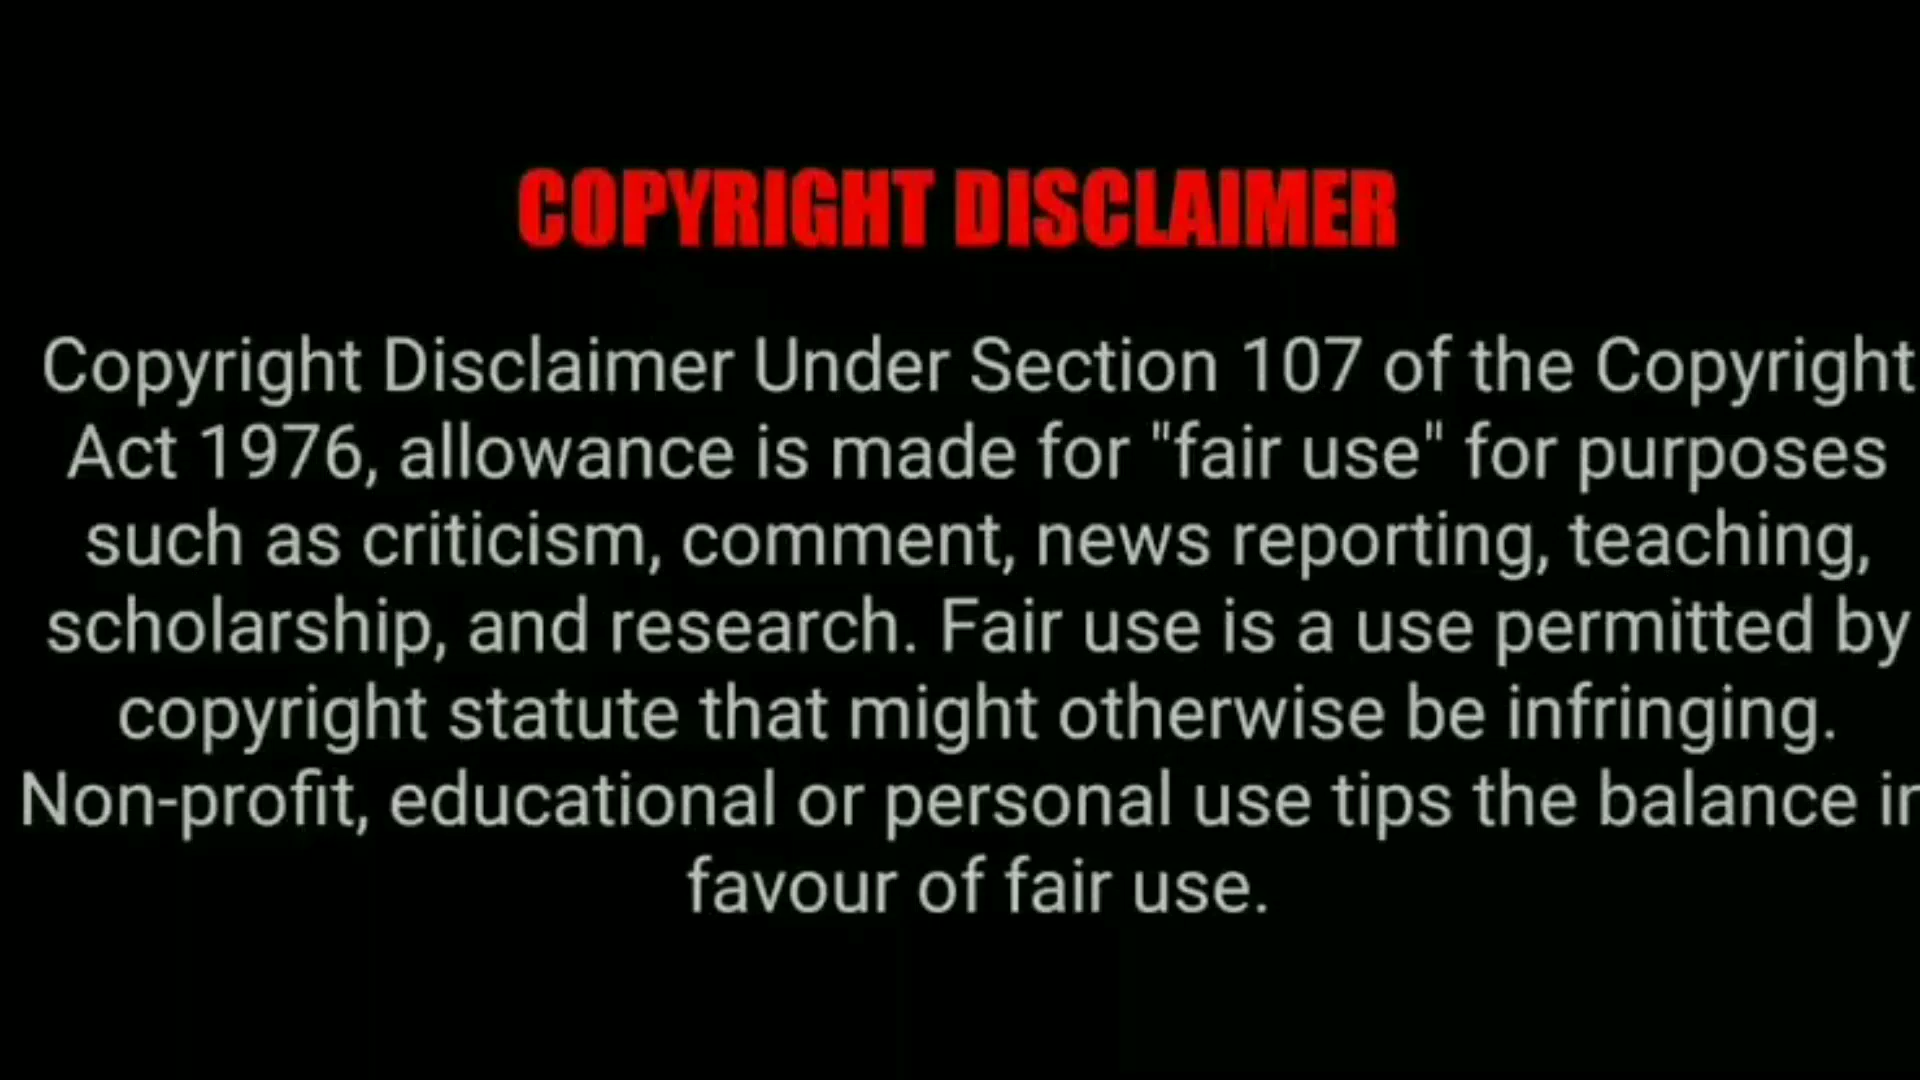 COPYRIGHT DISCLAIMER
Copyright Disclaimer Under Section 107 of the Copyright
Act 1976, allowance is made for "fair use" for purposes
such as criticism, comment, news reporting, teaching,
scholarship, and research. Fair use is a use permitted by
copyright statute that might otherwise be infringing.
Non-profit, educational or personal use tips the balance in
favour of fair use.